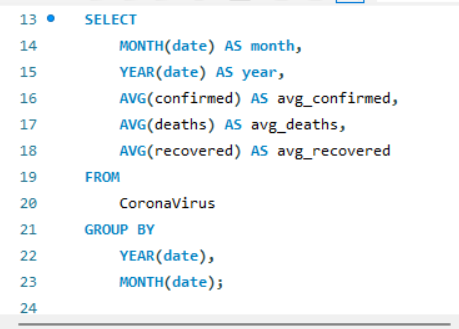 13 SELECT
14 MONTH(date) AS month,
15 YEAR(date) AS year,
16 AVG(confirmed) AS avg_confirmed,
17 AVG(deaths) AS avg_deaths,
18 AVG(recovered) AS avg_recovered
19 FROM
20 CoronaVirus
21 GROUP BY
22 YEAR(date),
23 MONTH(date);
24